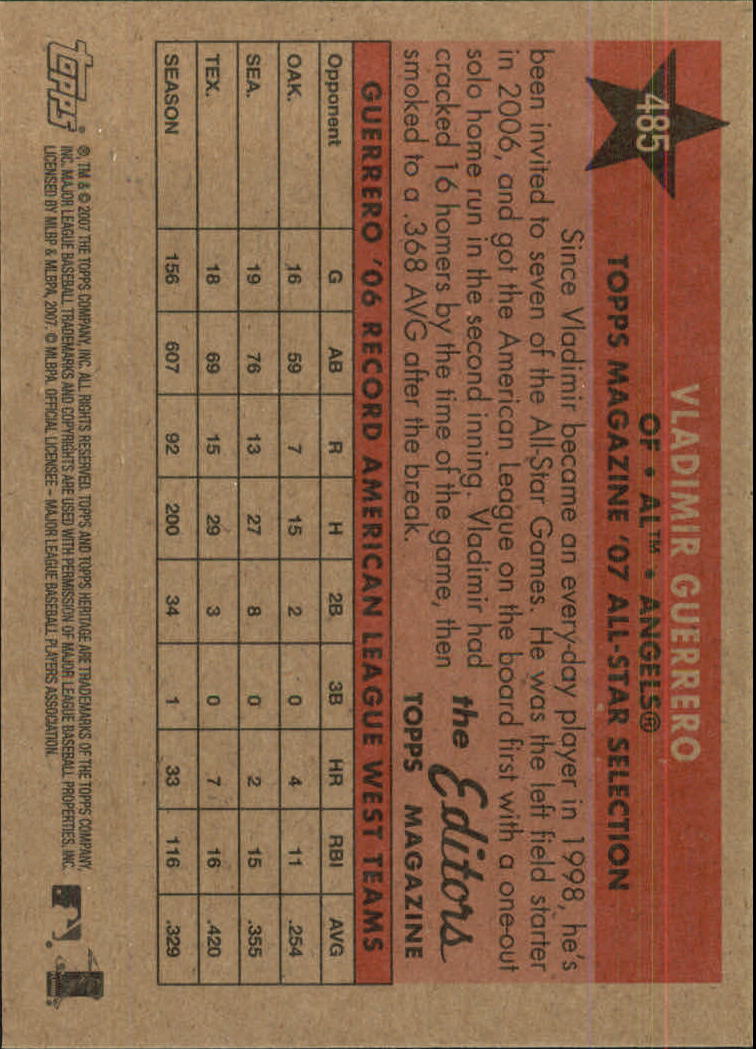 485
VLADIMIR GUERRERO
OF • AL™ • ANGELS®
TOPPS MAGAZINE '07 ALL-STAR SELECTION
Since Vladimir became an every-day player in 1998, he's
been invited to seven of the All-Star Games. He was the left field starter
in 2006, and got the American League on the board first with a one-out
solo home run in the second inning. Vladimir had
cracked 16 homers by the time of the game, then
smoked to a .368 AVG after the break.
the Editors
TOPPS MAGAZINE
GUERRERO '06 RECORD AMERICAN LEAGUE WEST TEAMS
Opponent G AB R H 2B 3B HR RBI AVG
OAK. 16 59 7 15 2 0 4 11 .254
SEA. 19 76 13 27 8 0 2 15 .355
TEX. 18 69 15 29 3 0 7 16 .420
SEASON 156 607 92 200 34 1 33 116 .329
topps®
®, TM & © 2007 THE TOPPS COMPANY, INC. ALL RIGHTS RESERVED. TOPPS AND TOPPS HERITAGE ARE TRADEMARKS OF THE TOPPS COMPANY,
INC. MAJOR LEAGUE BASEBALL TRADEMARKS AND COPYRIGHTS ARE USED WITH PERMISSION OF MAJOR LEAGUE BASEBALL PROPERTIES, INC.
LICENSED BY MLBP & MLBPA, 2007. © MLBPA. OFFICIAL LICENSEE – MAJOR LEAGUE BASEBALL PLAYERS ASSOCIATION.